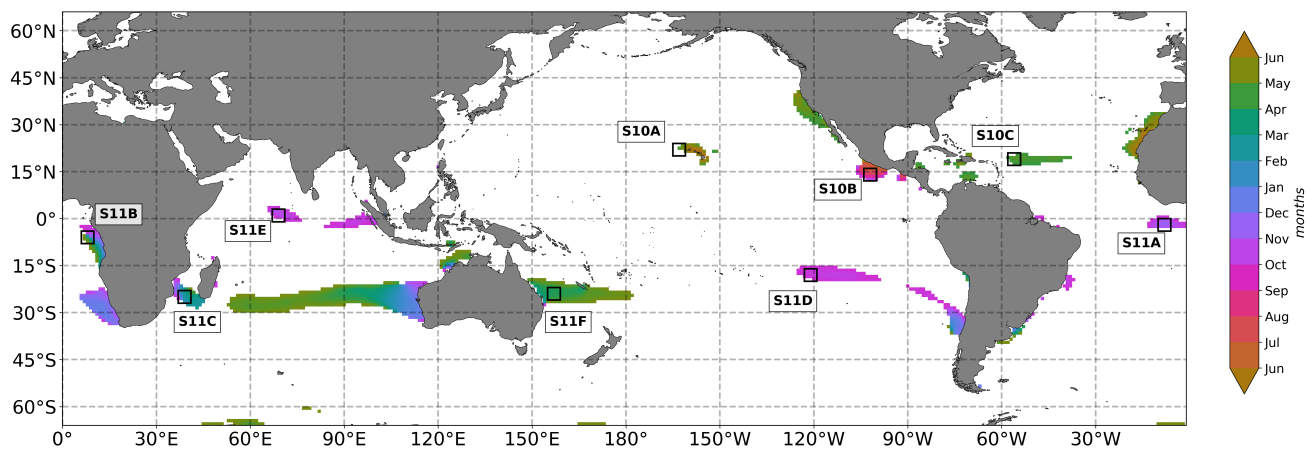 60°N
45°N
30°N
15°N
0°
15°S
30°S
45°S
60°S
0°
30°E
60°E
90°E
120°E
150°E
180°
150°W
120°W
90°W
60°W
30°W
S10A
S10B
S10C
S11A
S11B
S11C
S11D
S11E
S11F
Jun
May
Apr
Mar
Feb
Jan
Dec
Nov
Oct
Sep
Aug
Jul
Jun
months